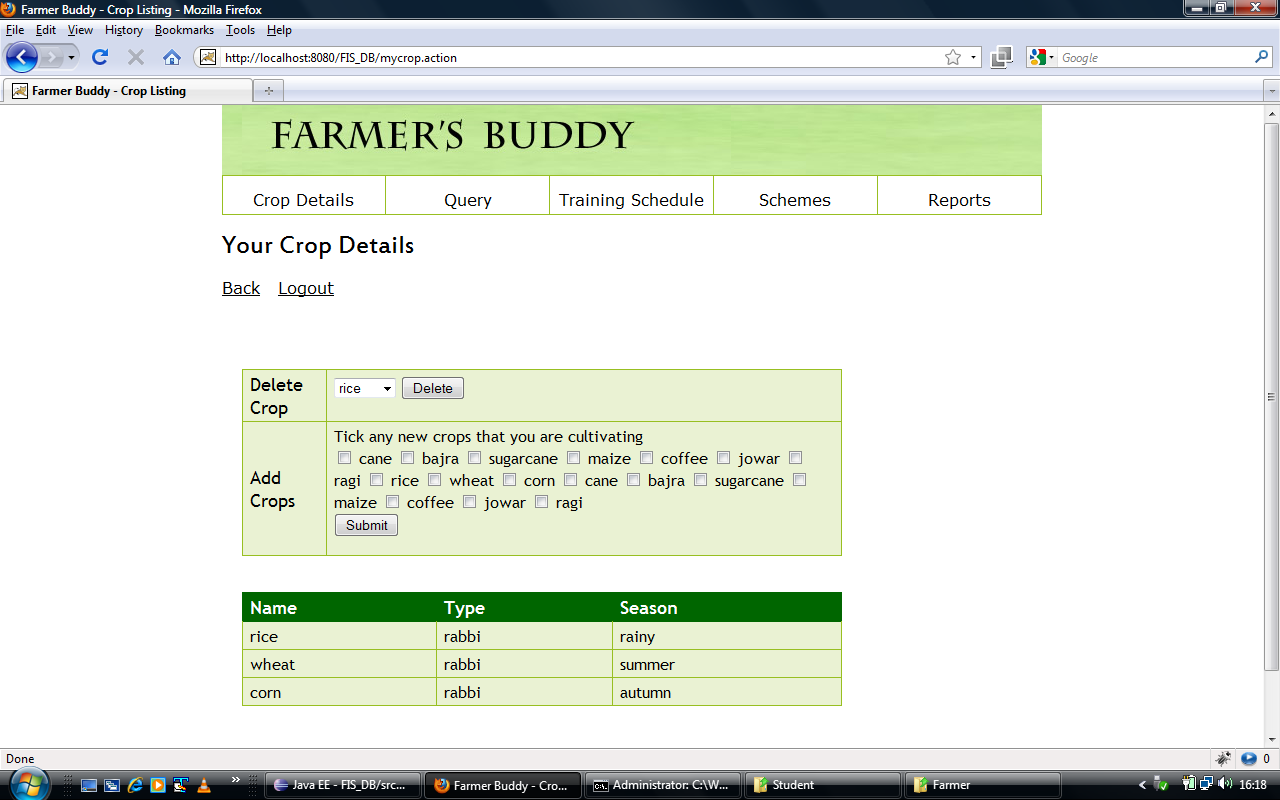 Farmer Buddy - Crop Listing - Mozilla Firefox
File Edit View History Bookmarks Tools Help
http://localhost:8080/FIS_DB/mycrop.action Google
Farmer Buddy - Crop Listing
FARMER'S BUDDY
Crop Details Query Training Schedule Schemes Reports
Your Crop Details
Back Logout
Delete Crop rice Delete
Tick any new crops that you are cultivating
cane bajra sugarcane maize coffee jowar
Add Crops ragi rice wheat corn cane bajra sugarcane
maize coffee jowar ragi
Submit
Name Type Season
rice rabbi rainy
wheat rabbi summer
corn rabbi autumn
Done 0
Java EE - FIS_DB/src... Farmer Buddy - Cro... Administrator: C:\W... Student Farmer 16:18